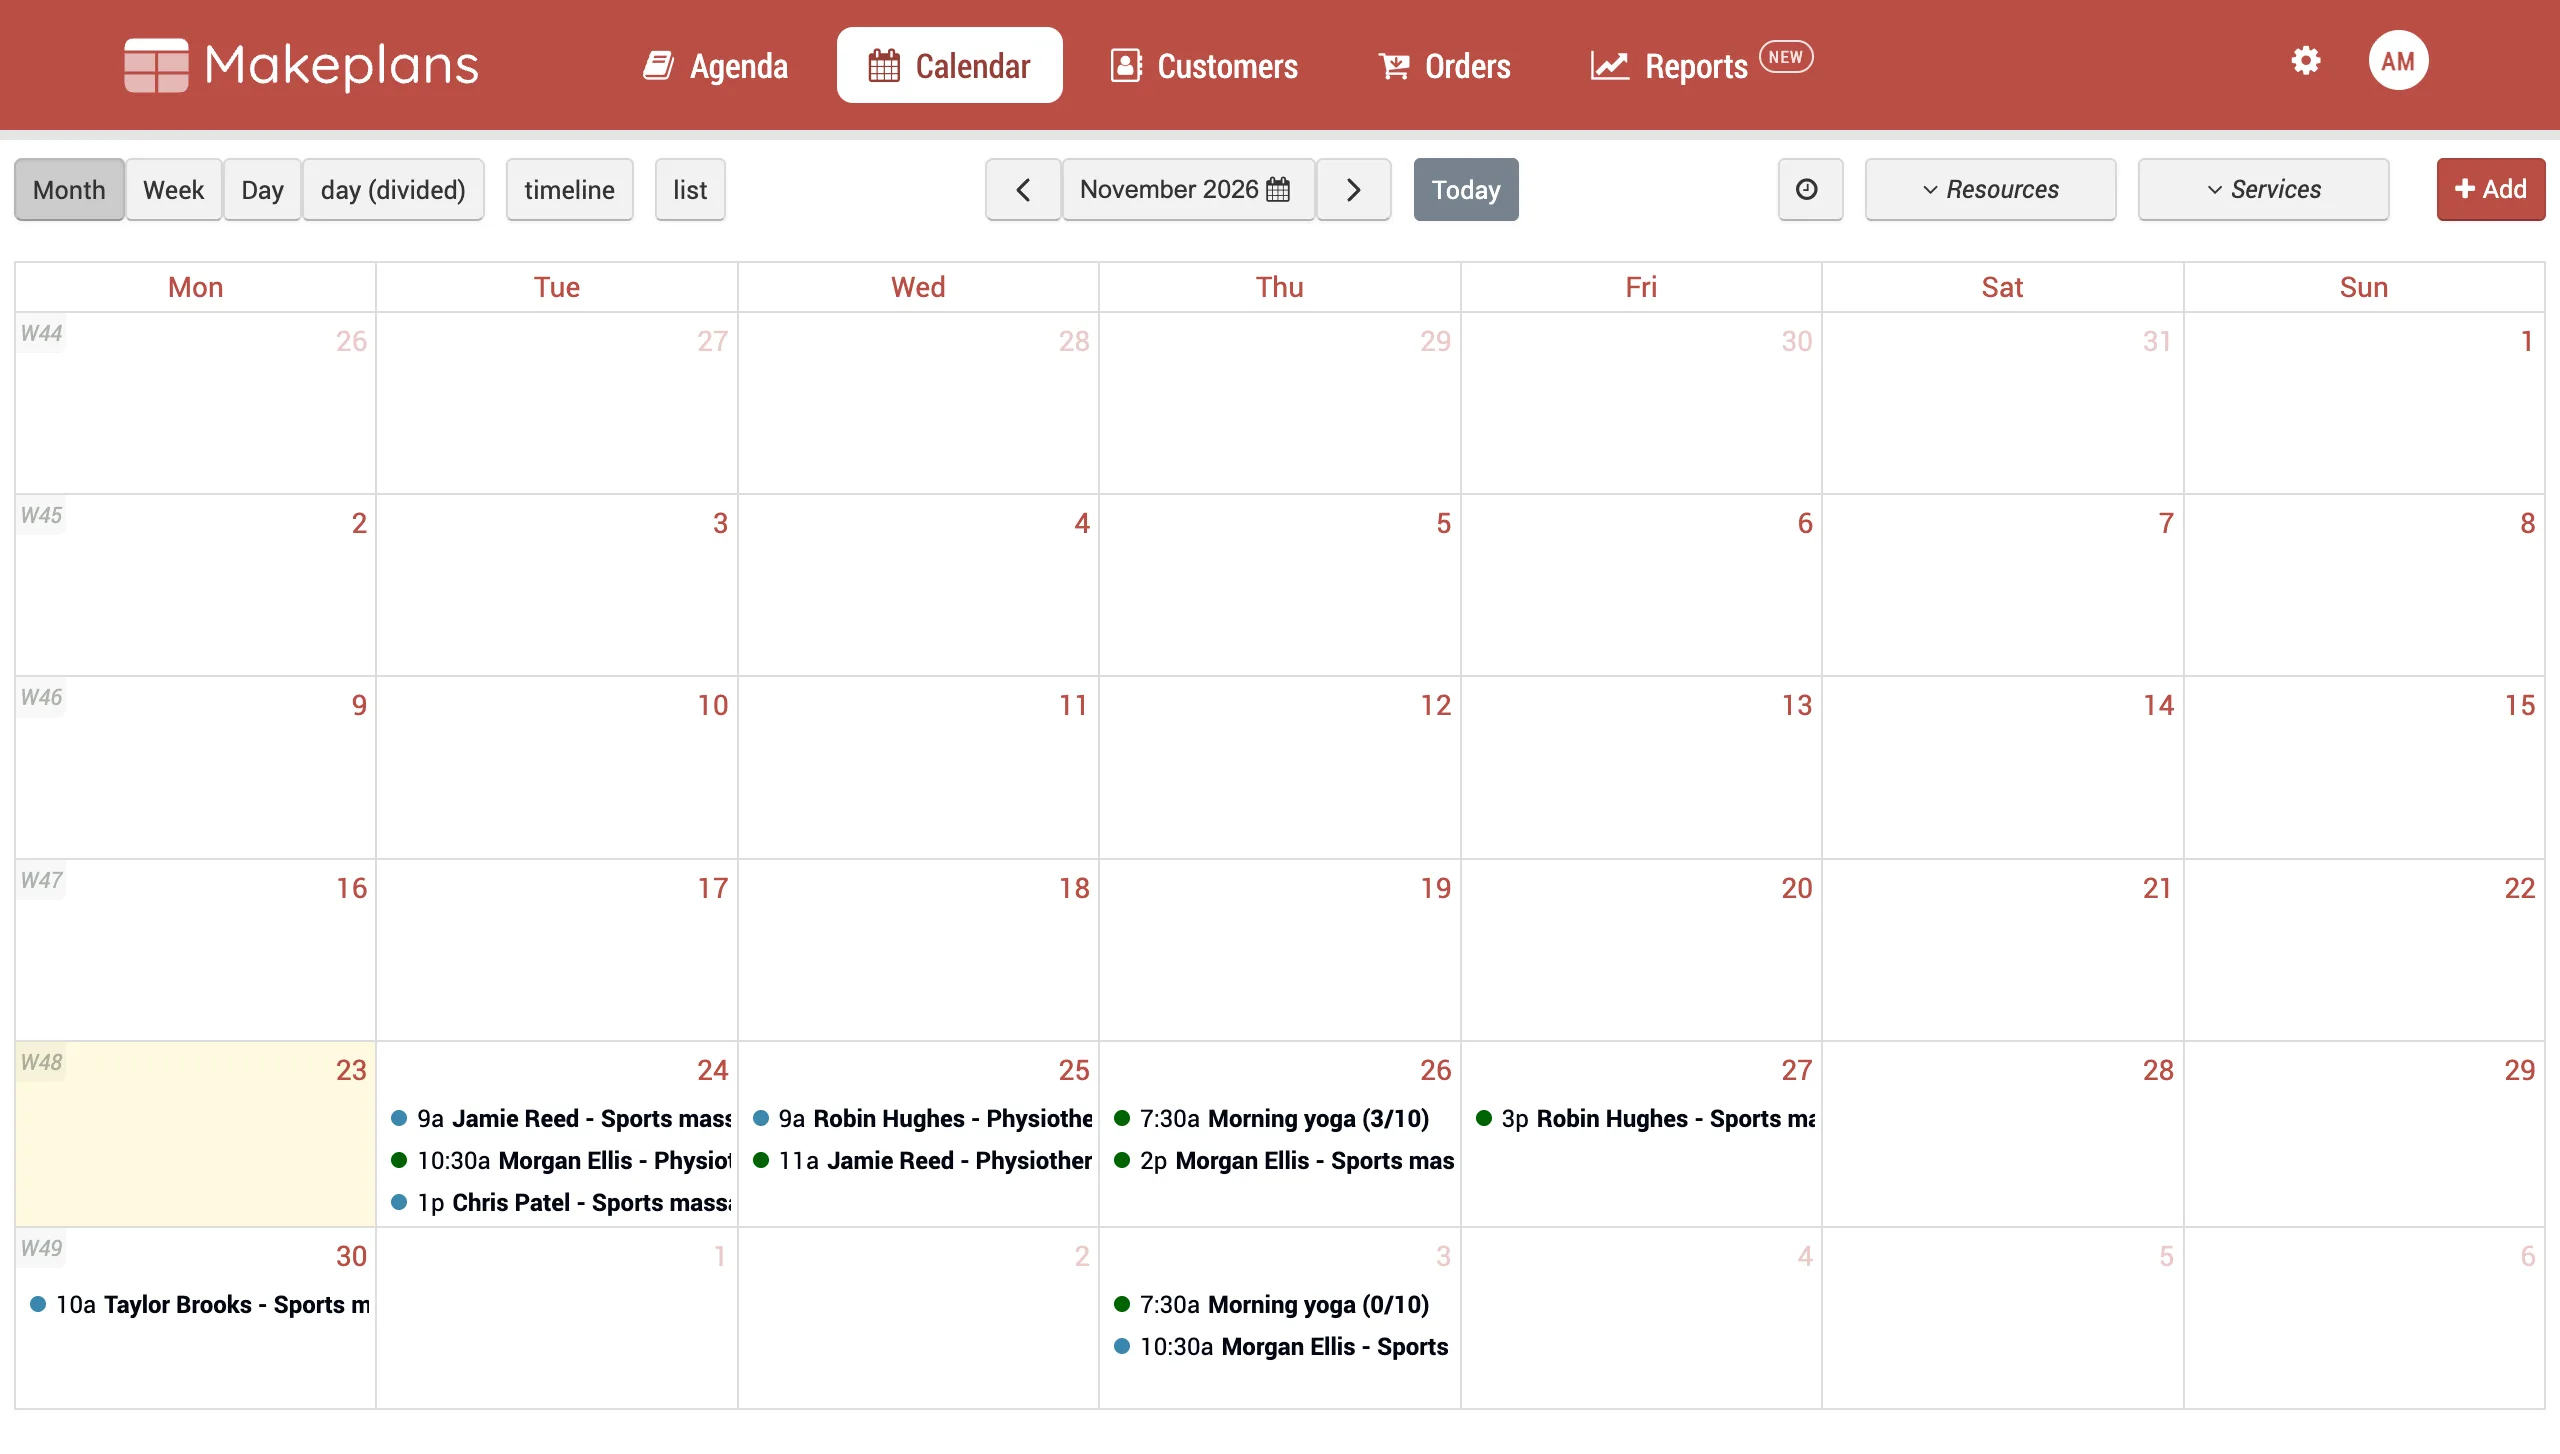 Makeplans Agenda Calendar Customers Orders Reports NEW AM
Month Week Day day (divided) timeline list November 2026 Today Resources Services + Add
Mon Tue Wed Thu Fri Sat Sun
W44 26 27 28 29 30 31 1
W45 2 3 4 5 6 7 8
W46 9 10 11 12 13 14 15
W47 16 17 18 19 20 21 22
W48 23 24 25 26 27 28 29
9a Jamie Reed - Sports mass
10:30a Morgan Ellis - Physiot
1p Chris Patel - Sports massa
9a Robin Hughes - Physiothe
11a Jamie Reed - Physiother
7:30a Morning yoga (3/10)
2p Morgan Ellis - Sports mas
3p Robin Hughes - Sports ma
W49 30 1 2 3 4 5 6
10a Taylor Brooks - Sports m
7:30a Morning yoga (0/10)
10:30a Morgan Ellis - Sports